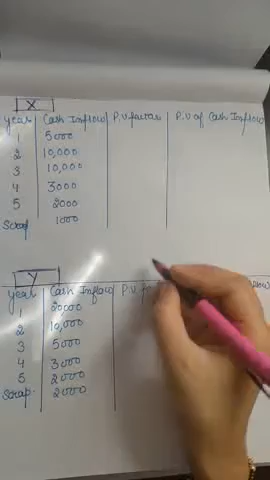 X
Year Cash Inflow P.V factor P.V of Cash Inflow
1 5000
2 10,000
3 10,000
4 3000
5 2000
Scrap 1000
Y
Year Cash Inflow P.V
1 20000
2 10,000
3 5000
4 3000
5 2000
Scrap 2000